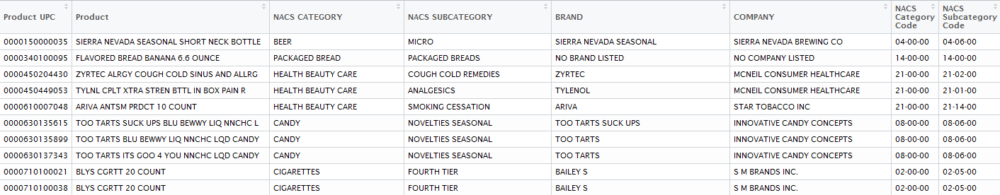 Product UPC Product NACS CATEGORY NACS SUBCATEGORY BRAND COMPANY NACS Category Code NACS Subcategory Code
0000150000035 SIERRA NEVADA SEASONAL SHORT NECK BOTTLE BEER MICRO SIERRA NEVADA SEASONAL SIERRA NEVADA BREWING CO 04-00-00 04-06-00
0000340100095 FLAVORED BREAD BANANA 6.6 OUNCE PACKAGED BREAD PACKAGED BREADS NO BRAND LISTED NO COMPANY LISTED 14-00-00 14-00-00
0000450204430 ZYRTEC ALRGY COUGH COLD SINUS AND ALLRG HEALTH BEAUTY CARE COUGH COLD REMEDIES ZYRTEC MCNEIL CONSUMER HEALTHCARE 21-00-00 21-02-00
0000450449053 TYLNL CPLT XTRA STREN BTTL IN BOX PAIN R HEALTH BEAUTY CARE ANALGESICS TYLENOL MCNEIL CONSUMER HEALTHCARE 21-00-00 21-01-00
0000610007048 ARIVA ANTSM PRDCT 10 COUNT HEALTH BEAUTY CARE SMOKING CESSATION ARIVA STAR TOBACCO INC 21-00-00 21-14-00
0000630135615 TOO TARTS SUCK UPS BLU BEWWY LIQ NNCHC L CANDY NOVELTIES SEASONAL TOO TARTS SUCK UPS INNOVATIVE CANDY CONCEPTS 08-00-00 08-06-00
0000630135899 TOO TARTS BLU BEWWY LIQ NNCHC LQD CANDY CANDY NOVELTIES SEASONAL TOO TARTS INNOVATIVE CANDY CONCEPTS 08-00-00 08-06-00
0000630137343 TOO TARTS ITS GOO 4 YOU NNCHC LQD CANDY CANDY NOVELTIES SEASONAL TOO TARTS INNOVATIVE CANDY CONCEPTS 08-00-00 08-06-00
0000710100021 BLYS CGRTT 20 COUNT CIGARETTES FOURTH TIER BAILEY S S M BRANDS INC. 02-00-00 02-05-00
0000710100038 BLYS CGRTT 20 COUNT CIGARETTES FOURTH TIER BAILEY S S M BRANDS INC. 02-00-00 02-05-00